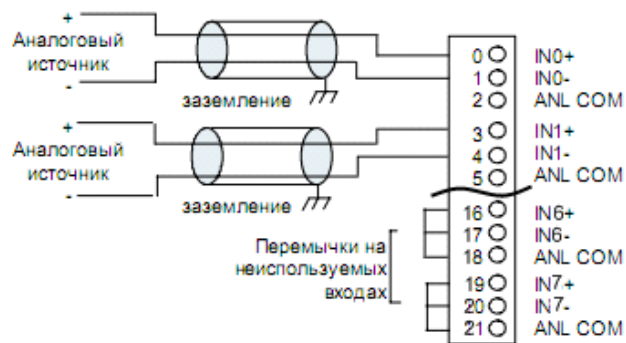 +
Аналоговый
источник
-
заземление
+
Аналоговый
источник
-
заземление
Перемычки на
неиспользуемых
входах
0 IN0+
1 IN0-
2 ANL COM
3 IN1+
4 IN1-
5 ANL COM
16 IN6+
17 IN6-
18 ANL COM
19 IN7+
20 IN7-
21 ANL COM